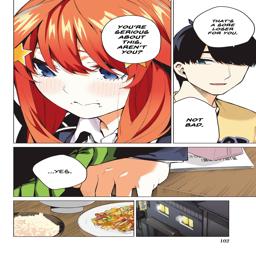 YOU'RE
SERIOUS
ABOUT
THIS,
AREN'T
YOU?
THAT'S
A SORE
LOSER
FOR YOU.
NOT
BAD.
...YES.
102